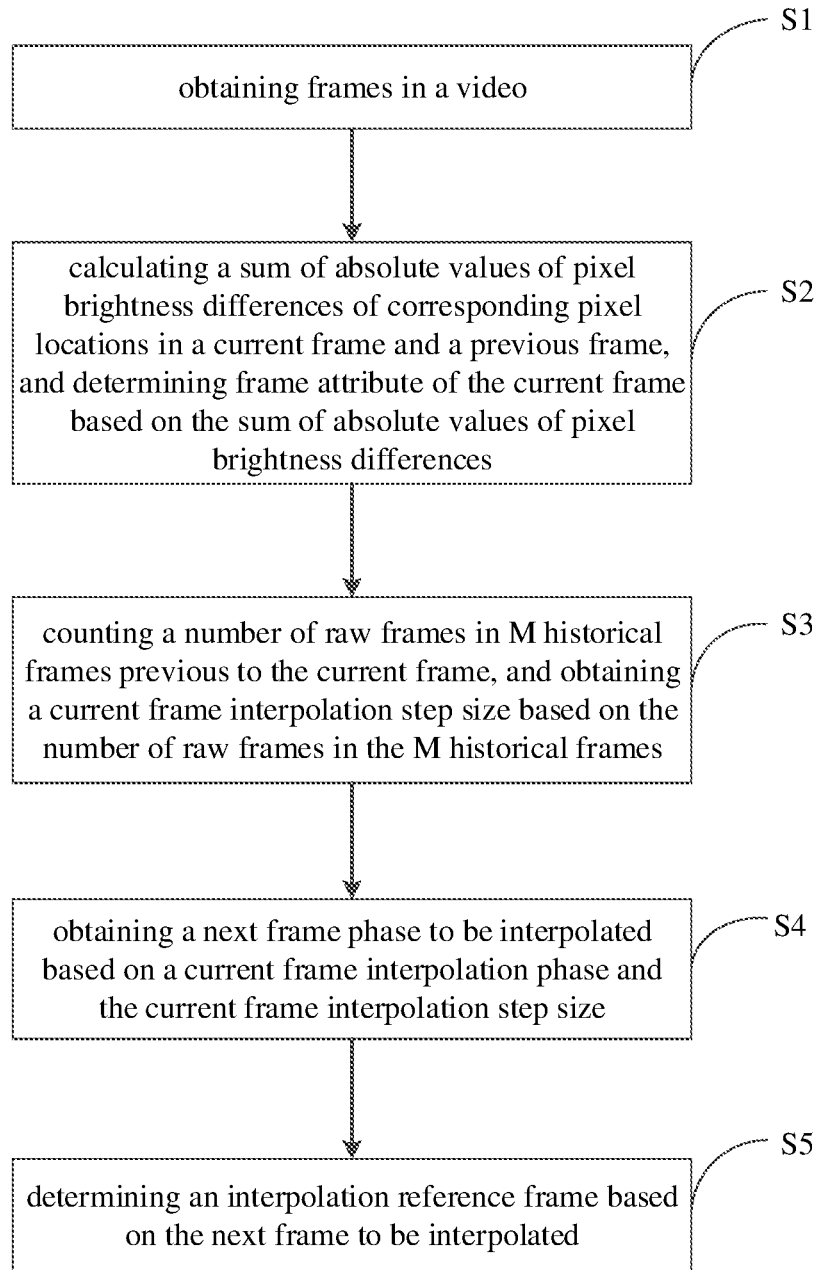 S1
obtaining frames in a video
calculating a sum of absolute values of pixel
brightness differences of corresponding pixel
locations in a current frame and a previous frame,
and determining frame attribute of the current frame
based on the sum of absolute values of pixel
brightness differences
S2
counting a number of raw frames in M historical
frames previous to the current frame, and obtaining
a current frame interpolation step size based on the
number of raw frames in the M historical frames
S3
obtaining a next frame phase to be interpolated
based on a current frame interpolation phase and
the current frame interpolation step size
S4
determining an interpolation reference frame based
on the next frame to be interpolated
S5